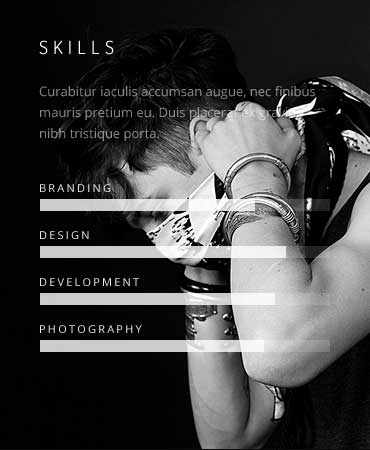 SKILLS
Curabitur iaculis accumsan augue, nec finibus
mauris pretium eu. Duis placerat ex gravida
nibh tristique porta.
BRANDING
DESIGN
DEVELOPMENT
PHOTOGRAPHY